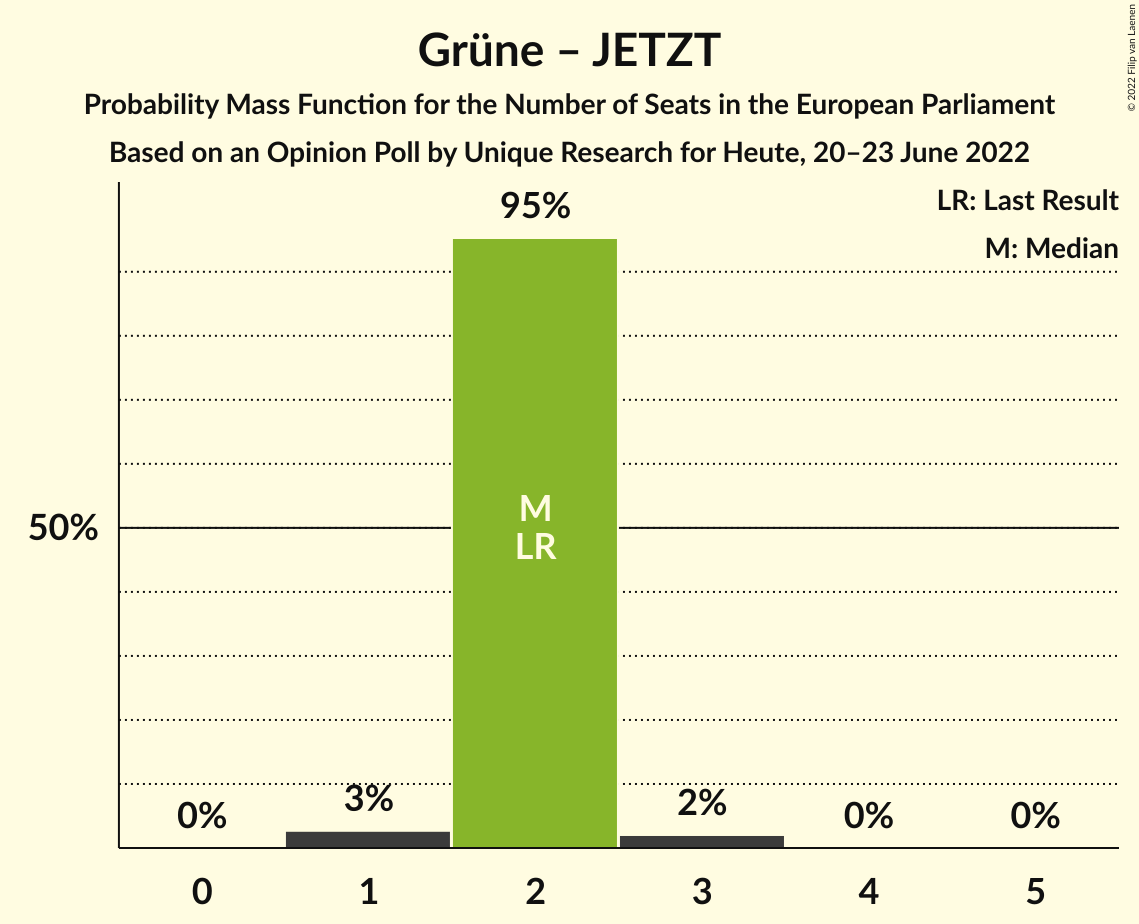 Grüne – JETZT
Probability Mass Function for the Number of Seats in the European Parliament
Based on an Opinion Poll by Unique Research for Heute, 20–23 June 2022
© 2022 Filip van Laenen
LR: Last Result
M: Median
95%
50%
M
LR
0%
3%
2%
0%
0%
0
1
2
3
4
5